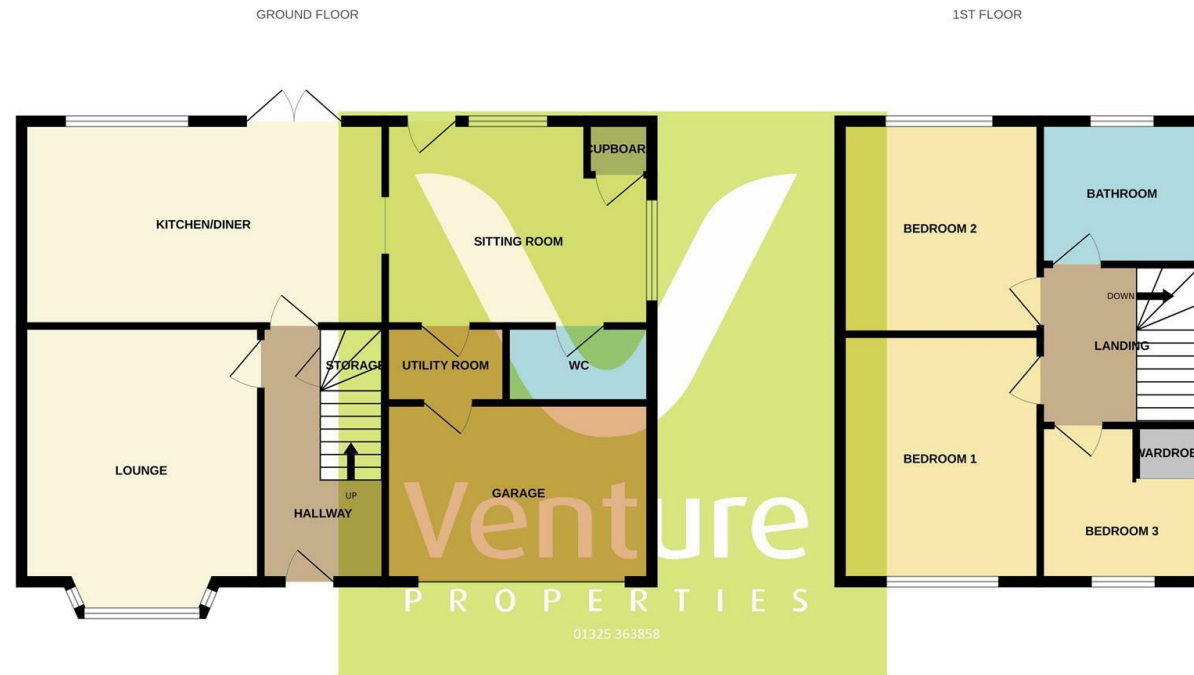 GROUND FLOOR
1ST FLOOR
KITCHEN/DINER
SITTING ROOM
CUPBOAR
STORAGE
UTILITY ROOM
WC
LOUNGE
UP
HALLWAY
GARAGE
BEDROOM 2
BATHROOM
DOWN
LANDING
BEDROOM 1
WARDROBE
BEDROOM 3
Venture
PROPERTIES
01325 363858